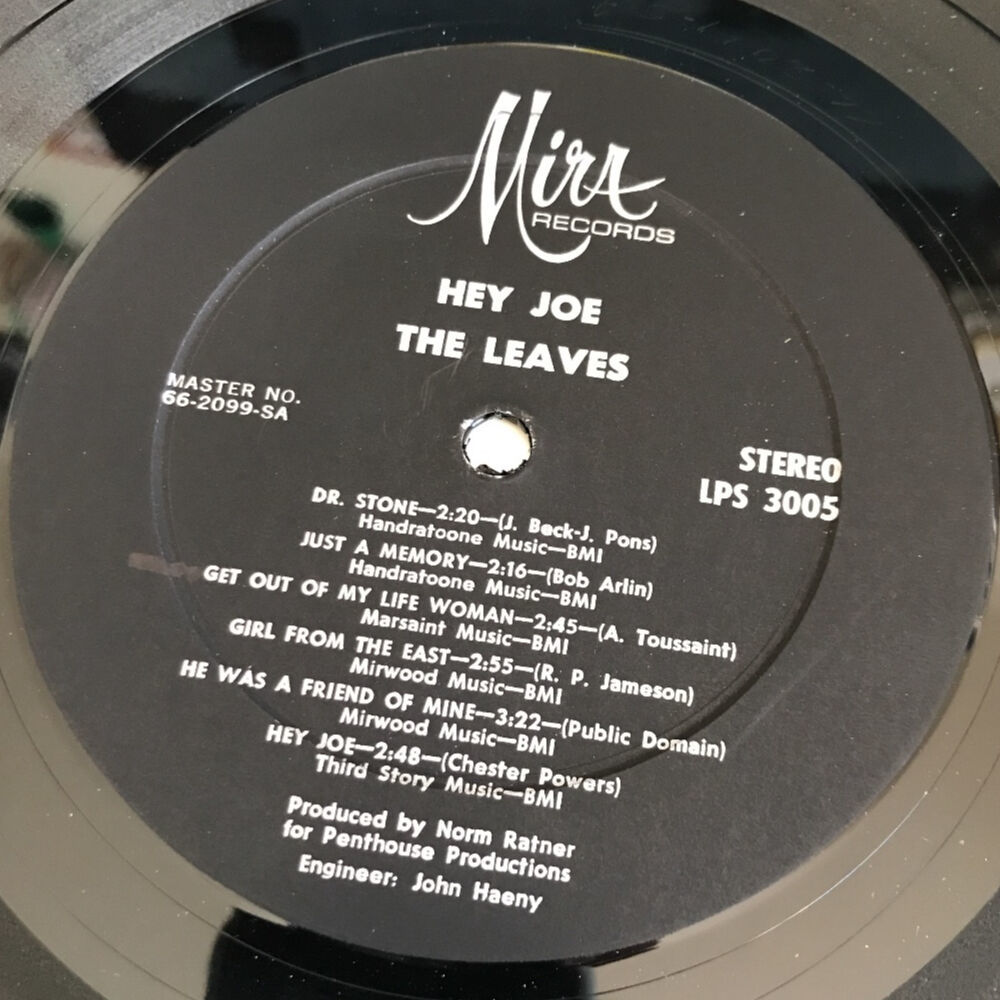 Mira
RECORDS
HEY JOE
THE LEAVES
MASTER NO.
66-2099-SA
STEREO
LPS 3005
DR. STONE—2:20—(J. Beck-J. Pons)
Handratoone Music—BMI
JUST A MEMORY—2:16—(Bob Arlin)
Handratoone Music—BMI
GET OUT OF MY LIFE WOMAN—2:45—(A. Toussaint)
Marsaint Music—BMI
GIRL FROM THE EAST—2:55—(R. P. Jameson)
Mirwood Music—BMI
HE WAS A FRIEND OF MINE—3:22—(Public Domain)
Mirwood Music—BMI
HEY JOE—2:48—(Chester Powers)
Third Story Music—BMI
Produced by Norm Ratner
for Penthouse Productions
Engineer: John Haeny